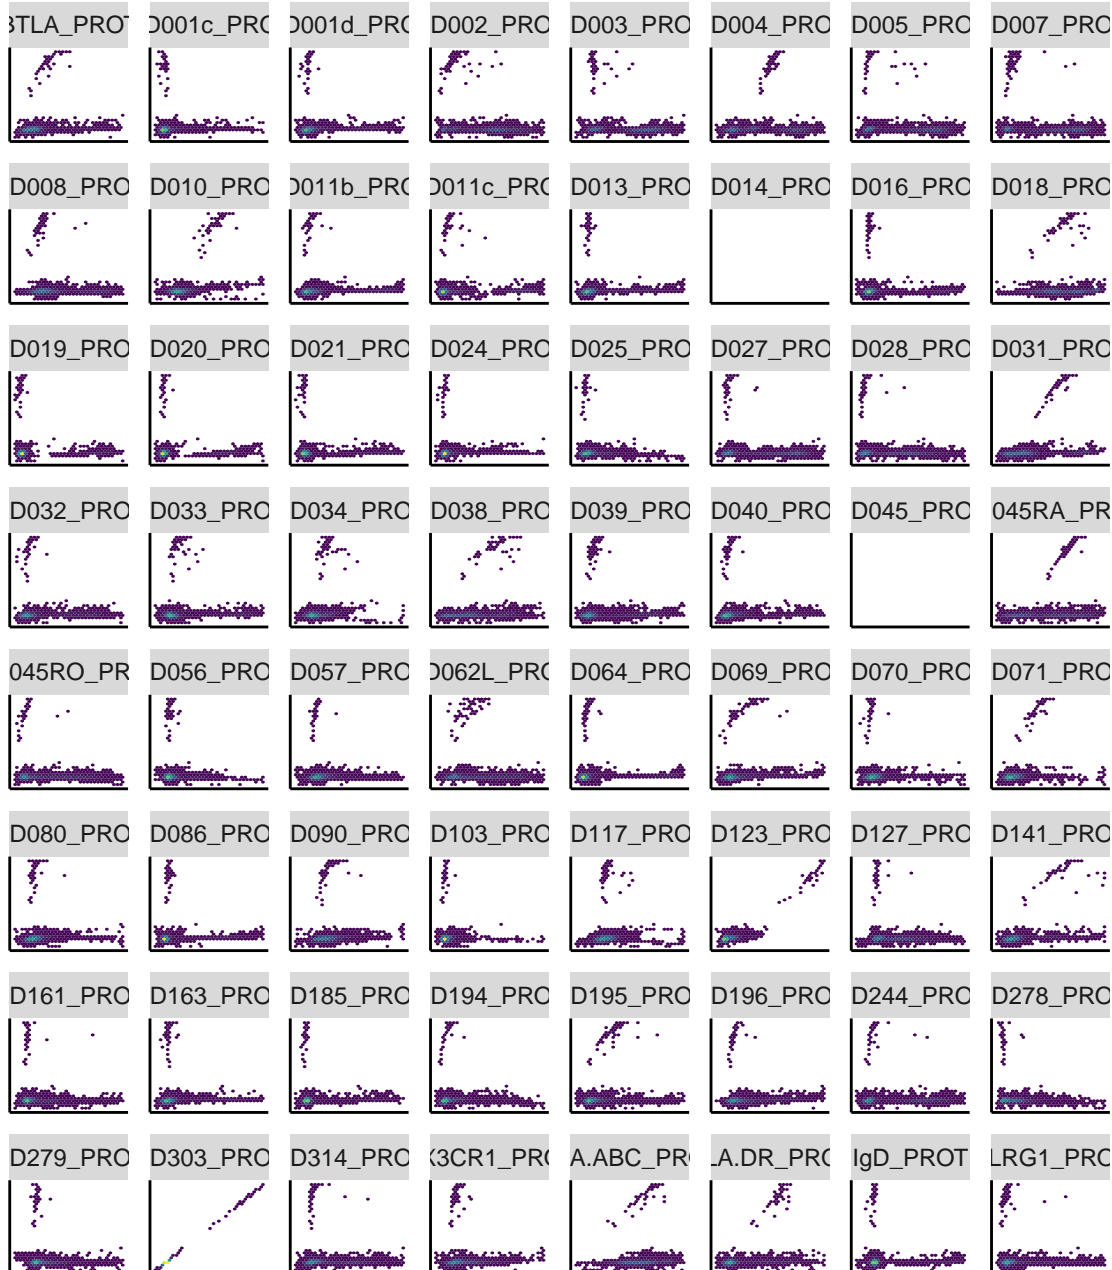 BTLA_PROT D001c_PRO D001d_PRO D002_PRO D003_PRO D004_PRO D005_PRO D007_PRO
D008_PRO D010_PRO D011b_PRO D011c_PRO D013_PRO D014_PRO D016_PRO D018_PRO
D019_PRO D020_PRO D021_PRO D024_PRO D025_PRO D027_PRO D028_PRO D031_PRO
D032_PRO D033_PRO D034_PRO D038_PRO D039_PRO D040_PRO D045_PRO 045RA_PR
045RO_PR D056_PRO D057_PRO D062L_PRO D064_PRO D069_PRO D070_PRO D071_PRO
D080_PRO D086_PRO D090_PRO D103_PRO D117_PRO D123_PRO D127_PRO D141_PRO
D161_PRO D163_PRO D185_PRO D194_PRO D195_PRO D196_PRO D244_PRO D278_PRO
D279_PRO D303_PRO D314_PRO X3CR1_PRO A.ABC_PR LA.DR_PRO IgD_PROT LRG1_PRO